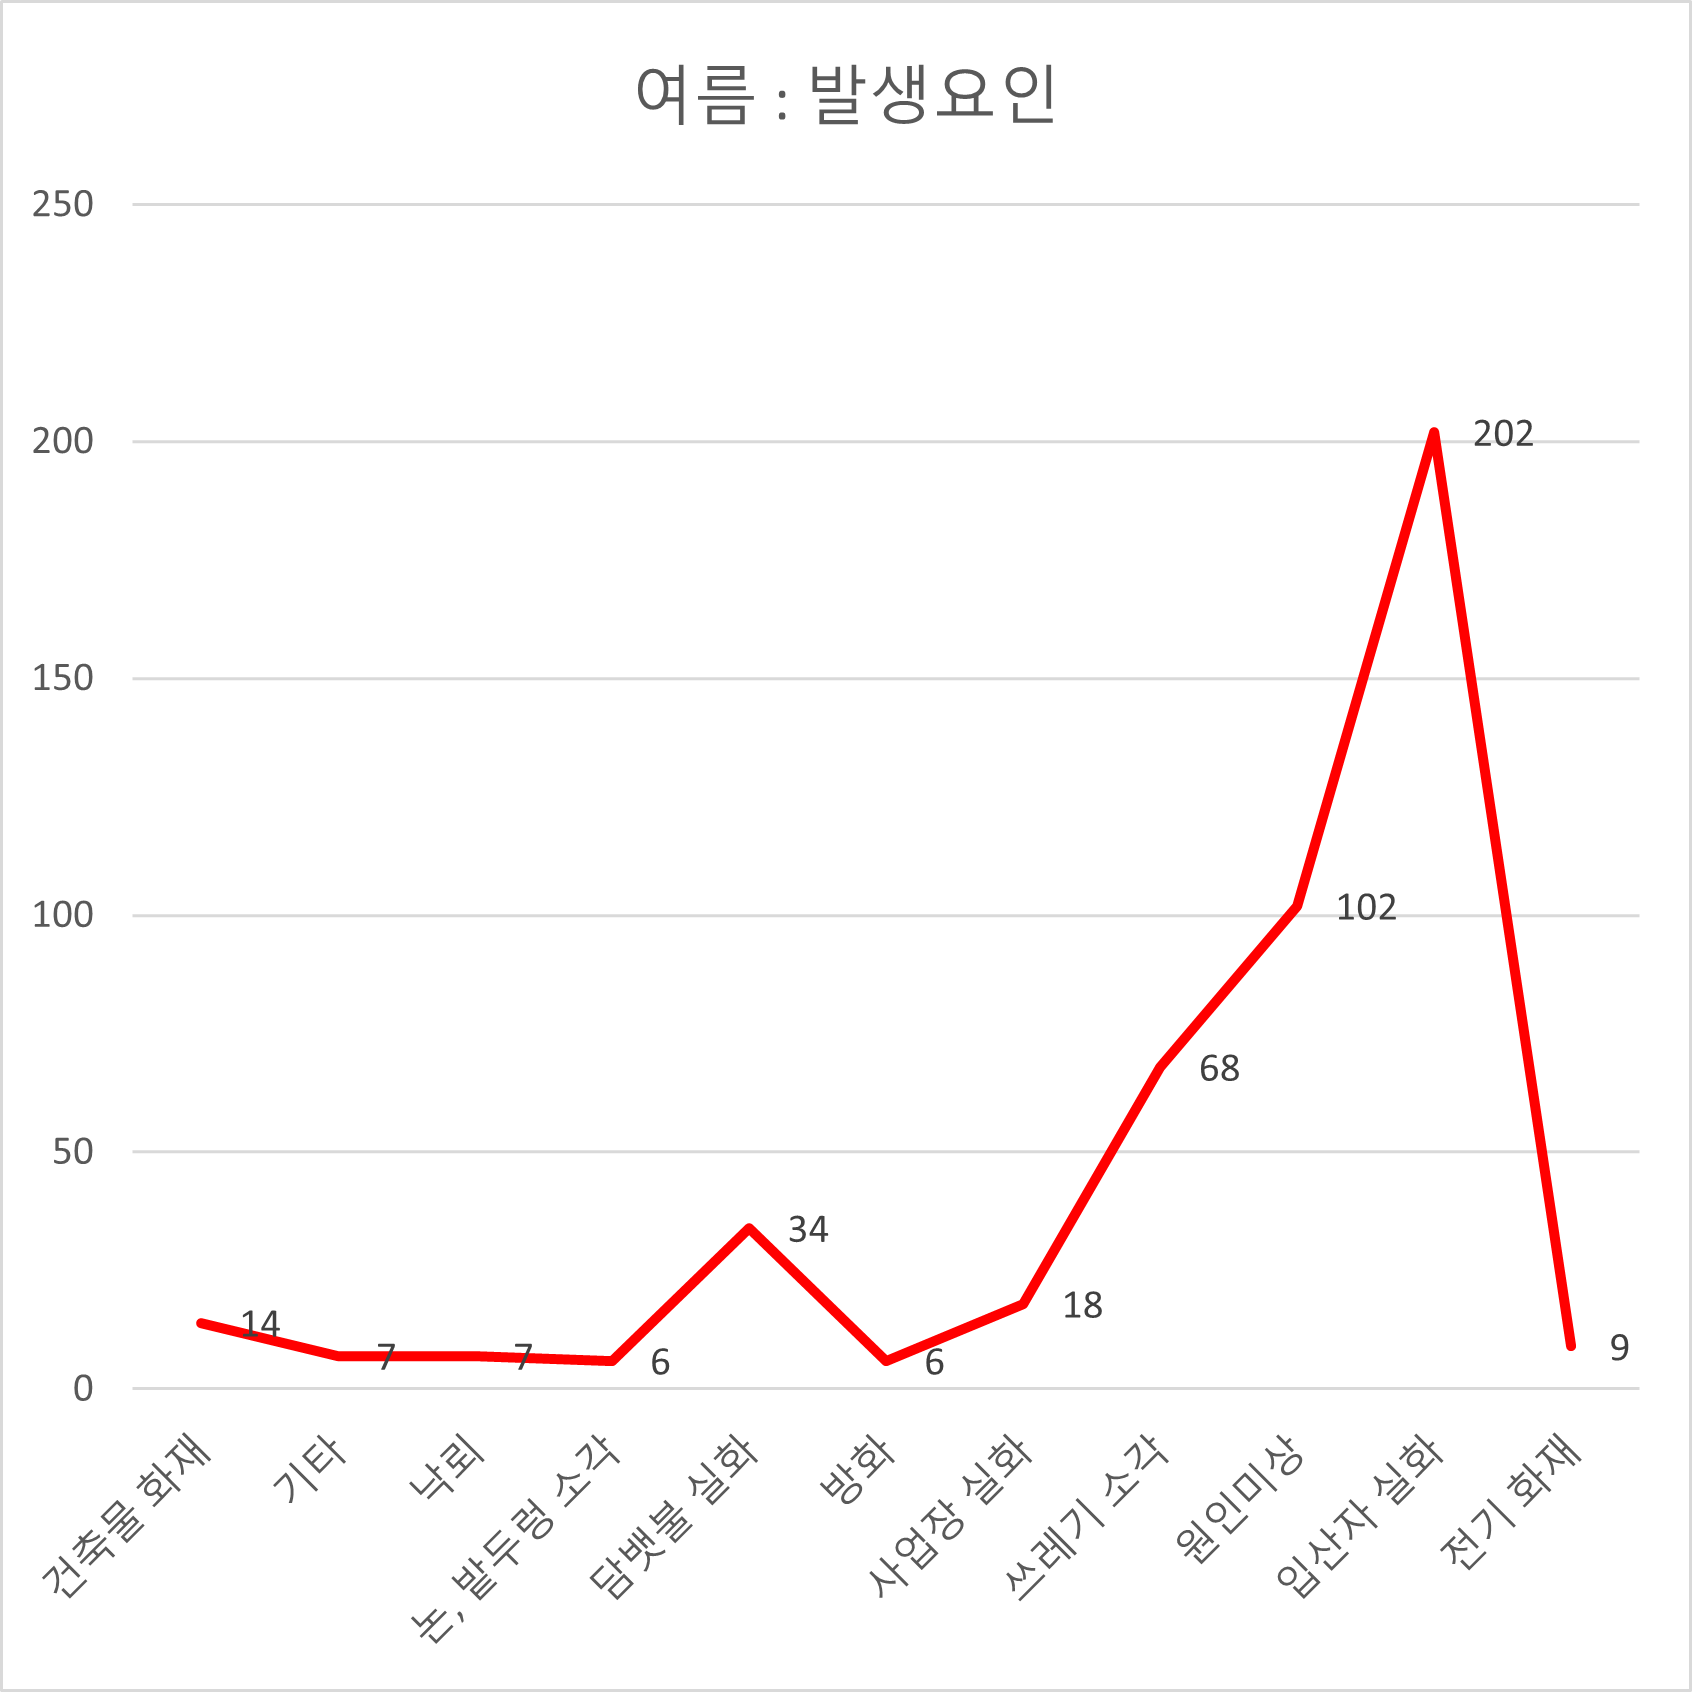 여름 : 발생요인
250
200
150
100
50
0
14
7
7
6
34
6
18
68
102
202
9
건축물 화재
기타
낙뢰
논, 밭두렁 소각
담뱃불 실화
방화
사업장 실화
쓰레기 소각
원인미상
입산자 실화
전기 화재